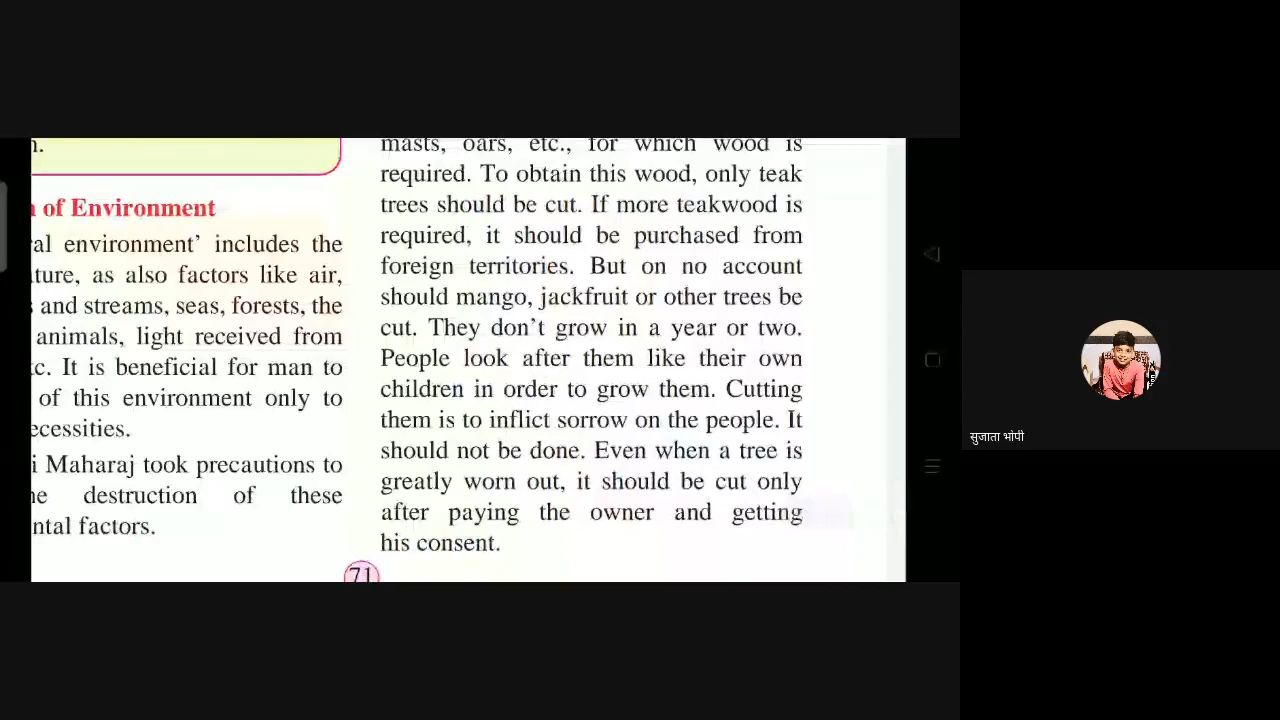 n.
n of Environment
ral environment’ includes the
ture, as also factors like air,
s and streams, seas, forests, the
animals, light received from
tc. It is beneficial for man to
of this environment only to
ecessities.
i Maharaj took precautions to
ne destruction of these
ntal factors.
masts, oars, etc., for which wood is
required. To obtain this wood, only teak
trees should be cut. If more teakwood is
required, it should be purchased from
foreign territories. But on no account
should mango, jackfruit or other trees be
cut. They don’t grow in a year or two.
People look after them like their own
children in order to grow them. Cutting
them is to inflict sorrow on the people. It
should not be done. Even when a tree is
greatly worn out, it should be cut only
after paying the owner and getting
his consent.
71
सुजाता भोपी